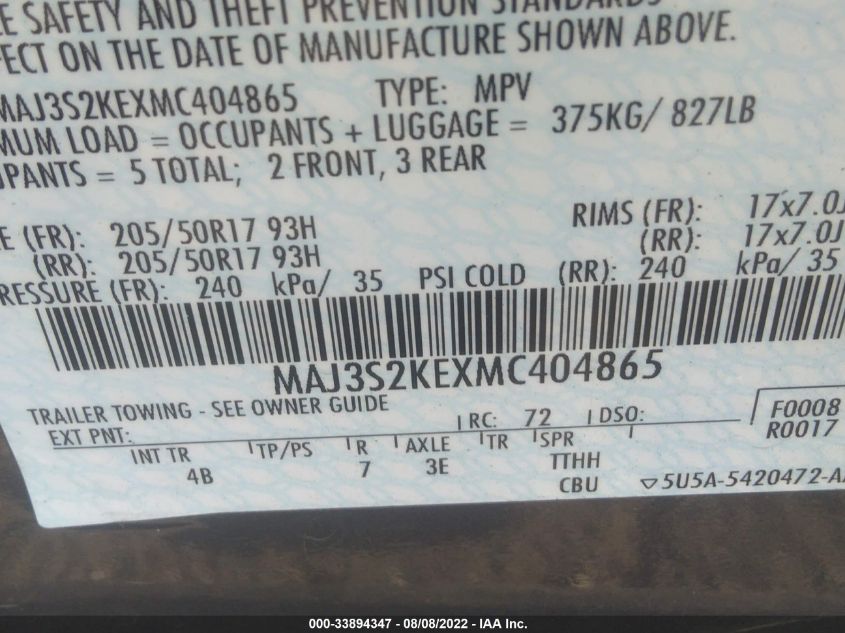 SAFETY AND THEFT PREVENTION STANDARDS
FECT ON THE DATE OF MANUFACTURE SHOWN ABOVE.
MAJ3S2KEXMC404865 TYPE: MPV
MUM LOAD = OCCUPANTS + LUGGAGE = 375KG/ 827LB
PANTS = 5 TOTAL; 2 FRONT, 3 REAR
E (FR): 205/50R17 93H RIMS (FR): 17x7.0J
(RR): 205/50R17 93H (RR): 17x7.0J
RESSURE (FR): 240 kPa/ 35 PSI COLD (RR): 240 kPa/ 35
MAJ3S2KEXMC404865
TRAILER TOWING - SEE OWNER GUIDE
EXT PNT: RC: 72 DSO: F0008
R0017
INT TR TP/PS R AXLE TR SPR
4B 7 3E TTHH
CBU ▽5U5A-5420472-A
000-33894347 - 08/08/2022 - IAA Inc.